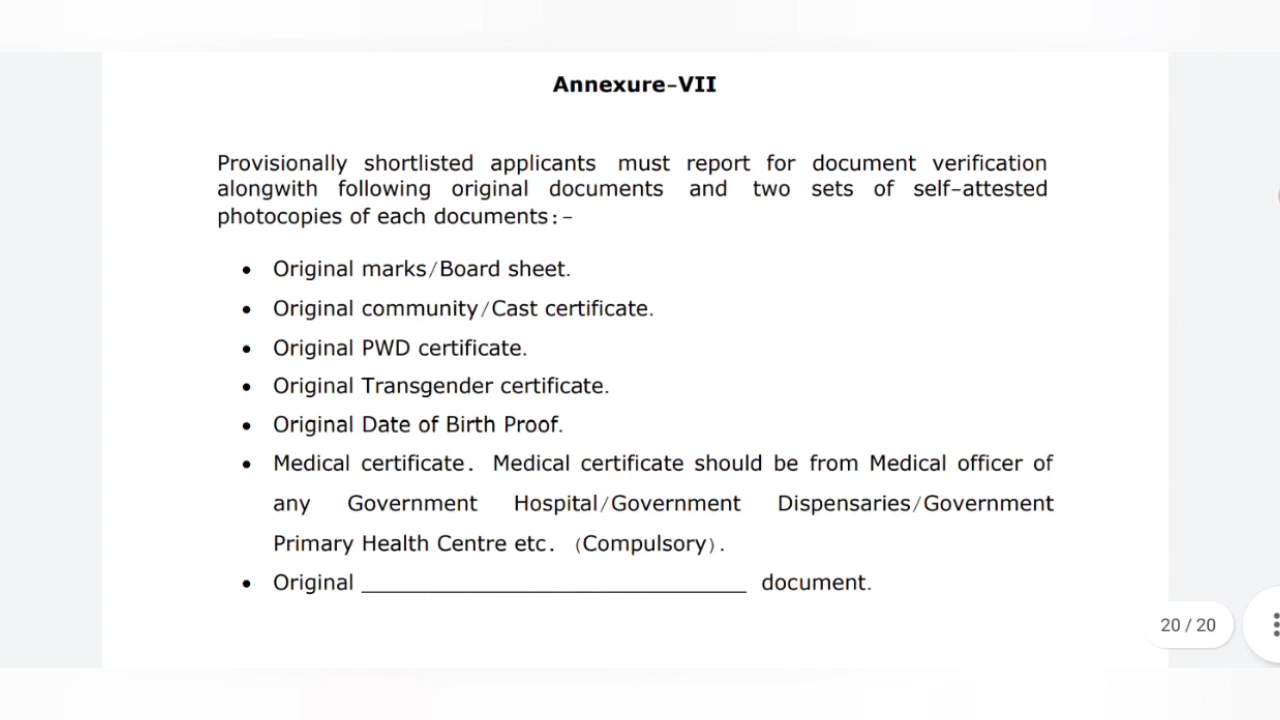 Annexure-VII
Provisionally shortlisted applicants must report for document verification
alongwith following original documents and two sets of self-attested
photocopies of each documents:-
• Original marks/Board sheet.
• Original community/Cast certificate.
• Original PWD certificate.
• Original Transgender certificate.
• Original Date of Birth Proof.
• Medical certificate. Medical certificate should be from Medical officer of
any Government Hospital/Government Dispensaries/Government
Primary Health Centre etc. (Compulsory).
• Original ______________________________ document.
20 / 20